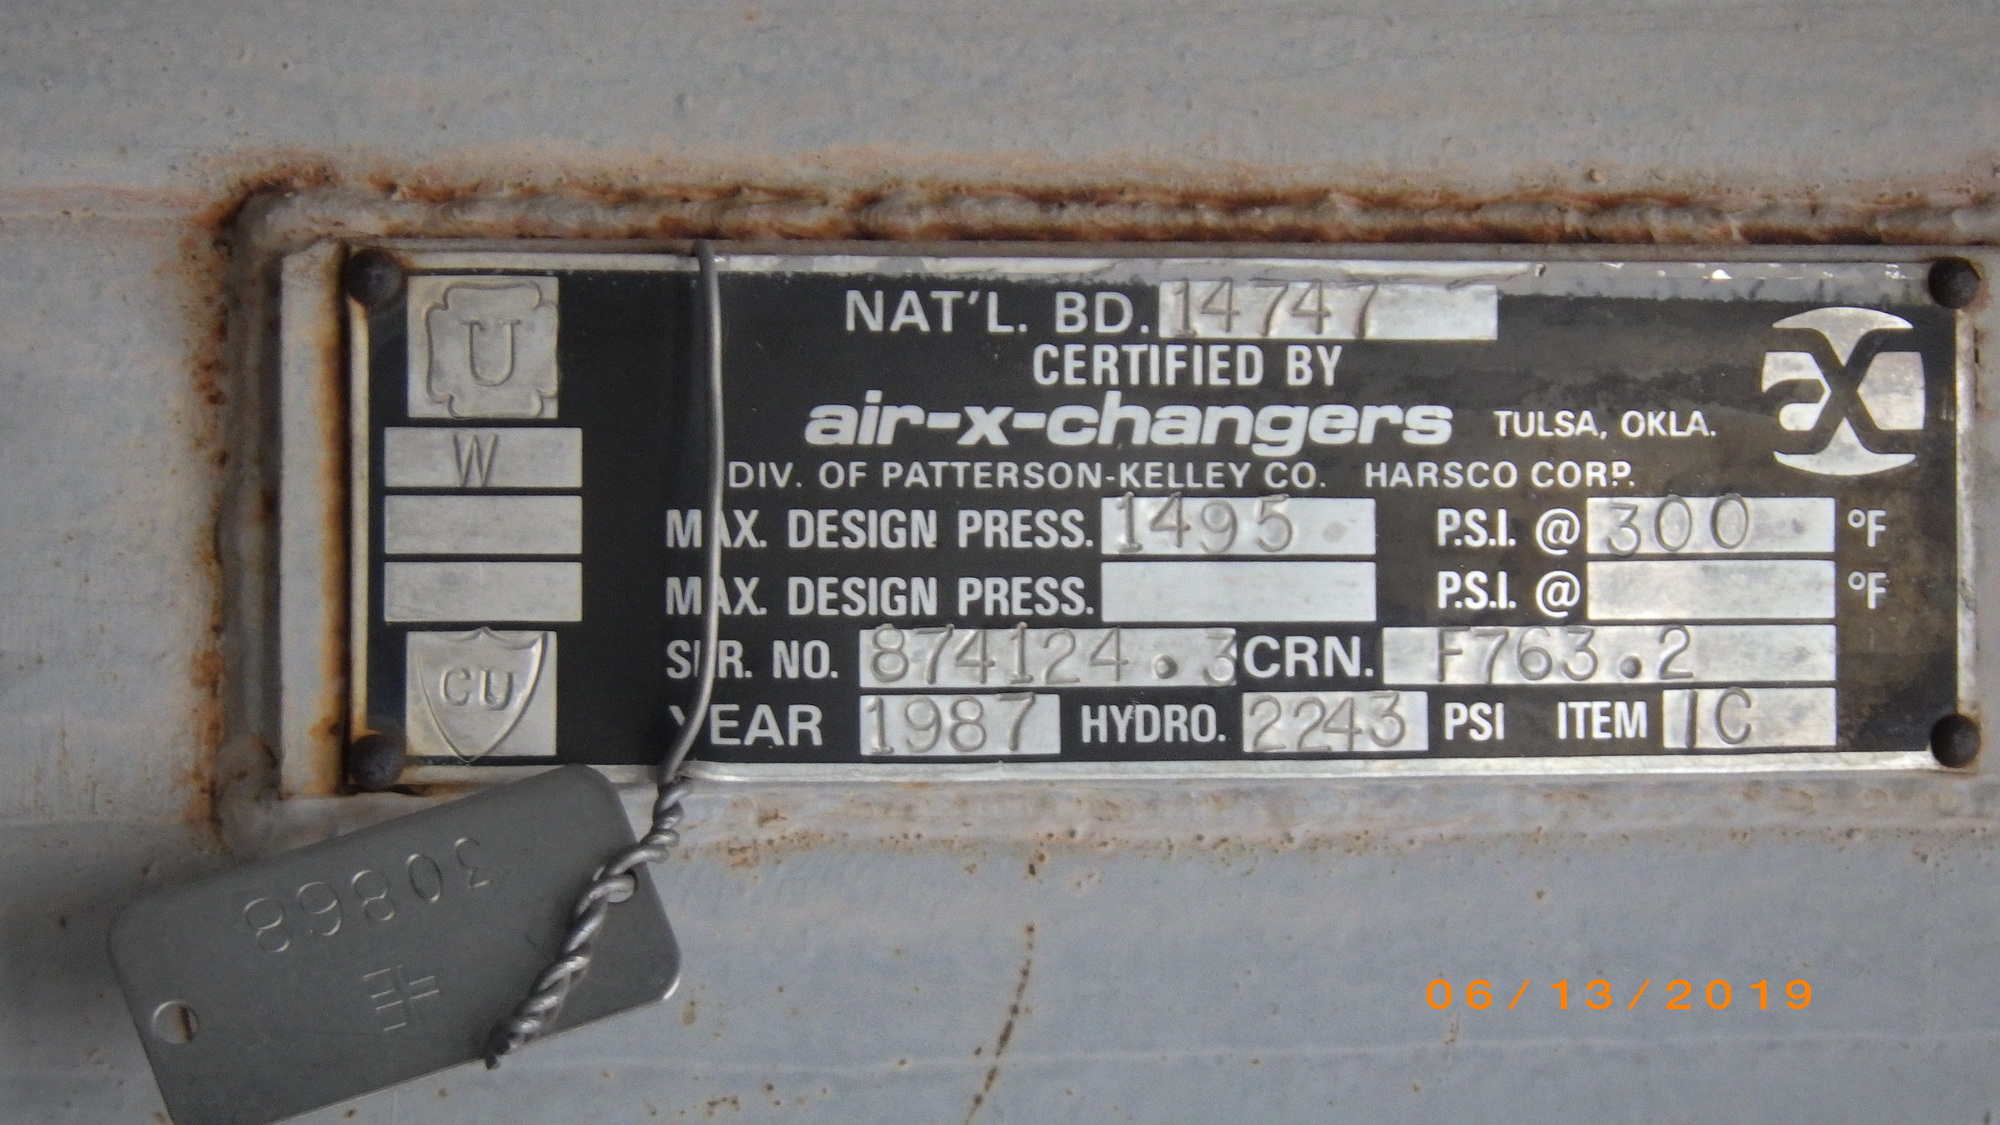 U
NAT'L. BD. 14747
CERTIFIED BY
air-x-changers TULSA, OKLA.
aX
W
DIV. OF PATTERSON-KELLEY CO. HARSCO CORP.
MAX. DESIGN PRESS. 1495 P.S.I. @ 300 °F
MAX. DESIGN PRESS. P.S.I. @ °F
CU
SER. NO. 874124.3 CRN. F763.2
YEAR 1987 HYDRO. 2243 PSI ITEM 1C
30868
06/13/2019